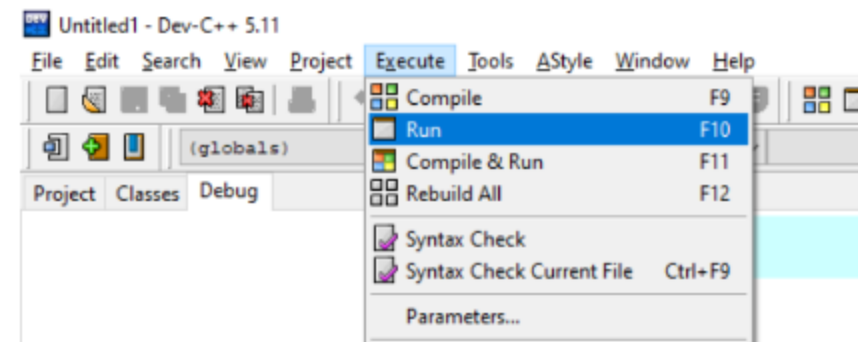 DEV
Untitled1 - Dev-C++ 5.11
File Edit Search View Project Execute Tools AStyle Window Help
Compile F9
(globals) Run F10
Compile & Run F11
Project Classes Debug Rebuild All F12
Syntax Check
Syntax Check Current File Ctrl+F9
Parameters...